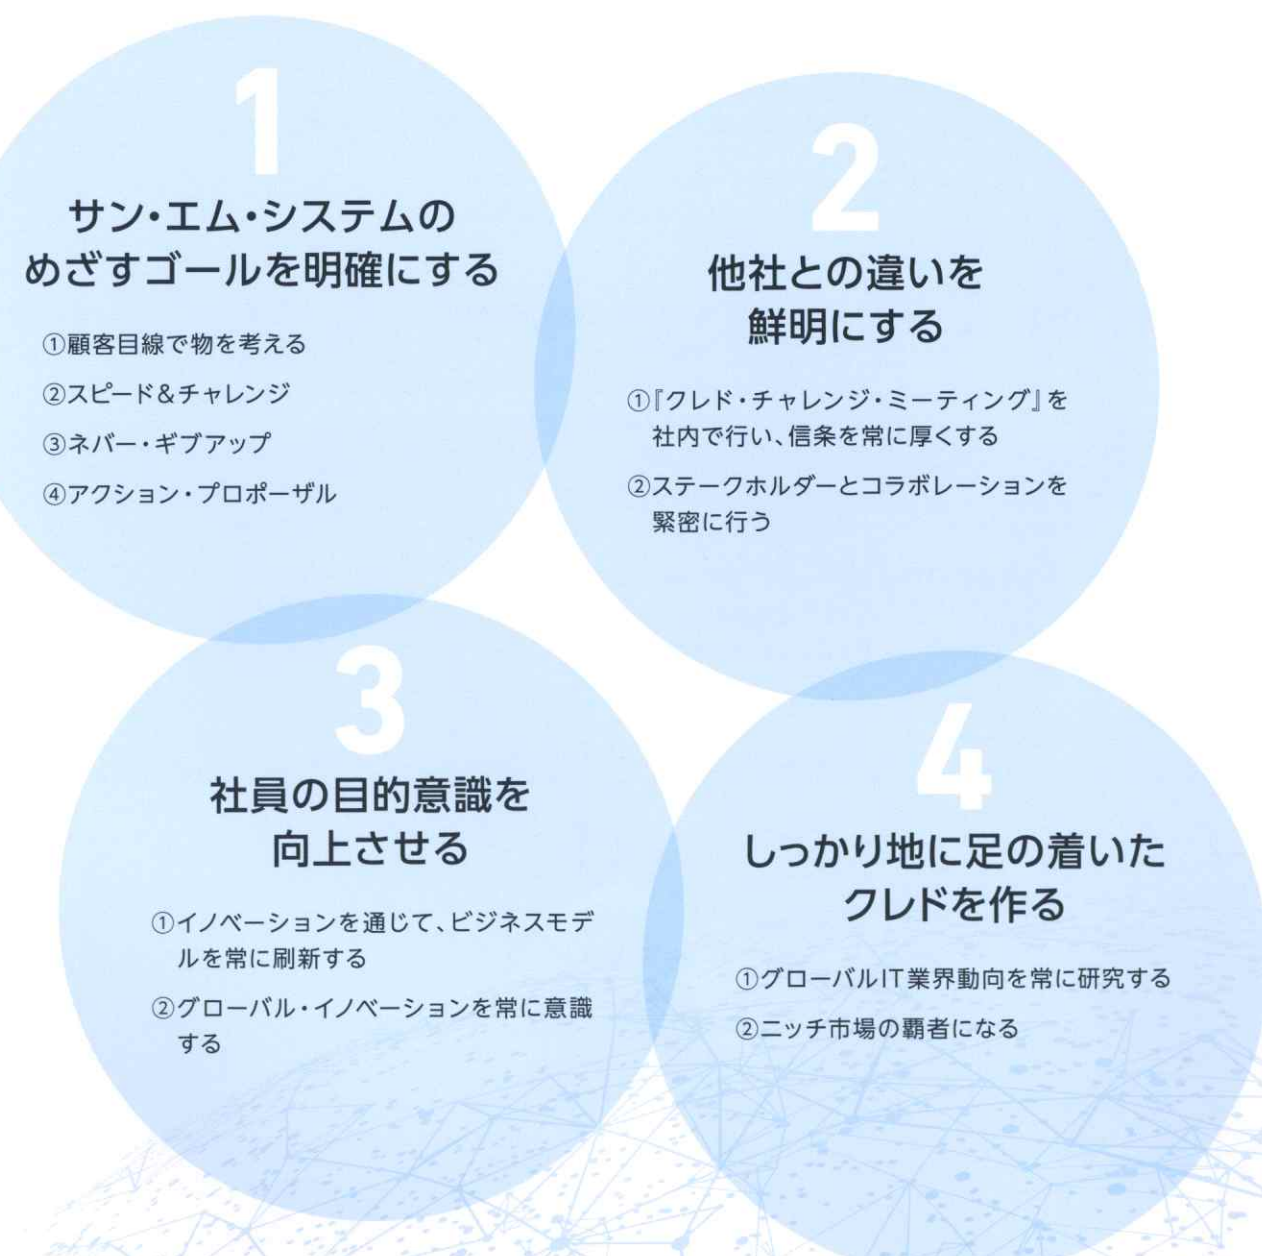 1
サン・エム・システムの
めざすゴールを明確にする
①顧客目線で物を考える
②スピード&チャレンジ
③ネバー・ギブアップ
④アクション・プロポーザル
2
他社との違いを
鮮明にする
①『クレド・チャレンジ・ミーティング』を
社内で行い、信条を常に厚くする
②ステークホルダーとコラボレーションを
緊密に行う
3
社員の目的意識を
向上させる
①イノベーションを通じて、ビジネスモデ
ルを常に刷新する
②グローバル・イノベーションを常に意識
する
4
しっかり地に足の着いた
クレドを作る
①グローバルIT業界動向を常に研究する
②ニッチ市場の覇者になる